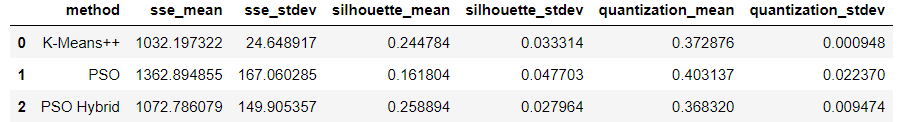 method sse_mean sse_stdev silhouette_mean silhouette_stdev quantization_mean quantization_stdev
0 K-Means++ 1032.197322 24.648917 0.244784 0.033314 0.372876 0.000948
1 PSO 1362.894855 167.060285 0.161804 0.047703 0.403137 0.022370
2 PSO Hybrid 1072.786079 149.905357 0.258894 0.027964 0.368320 0.009474